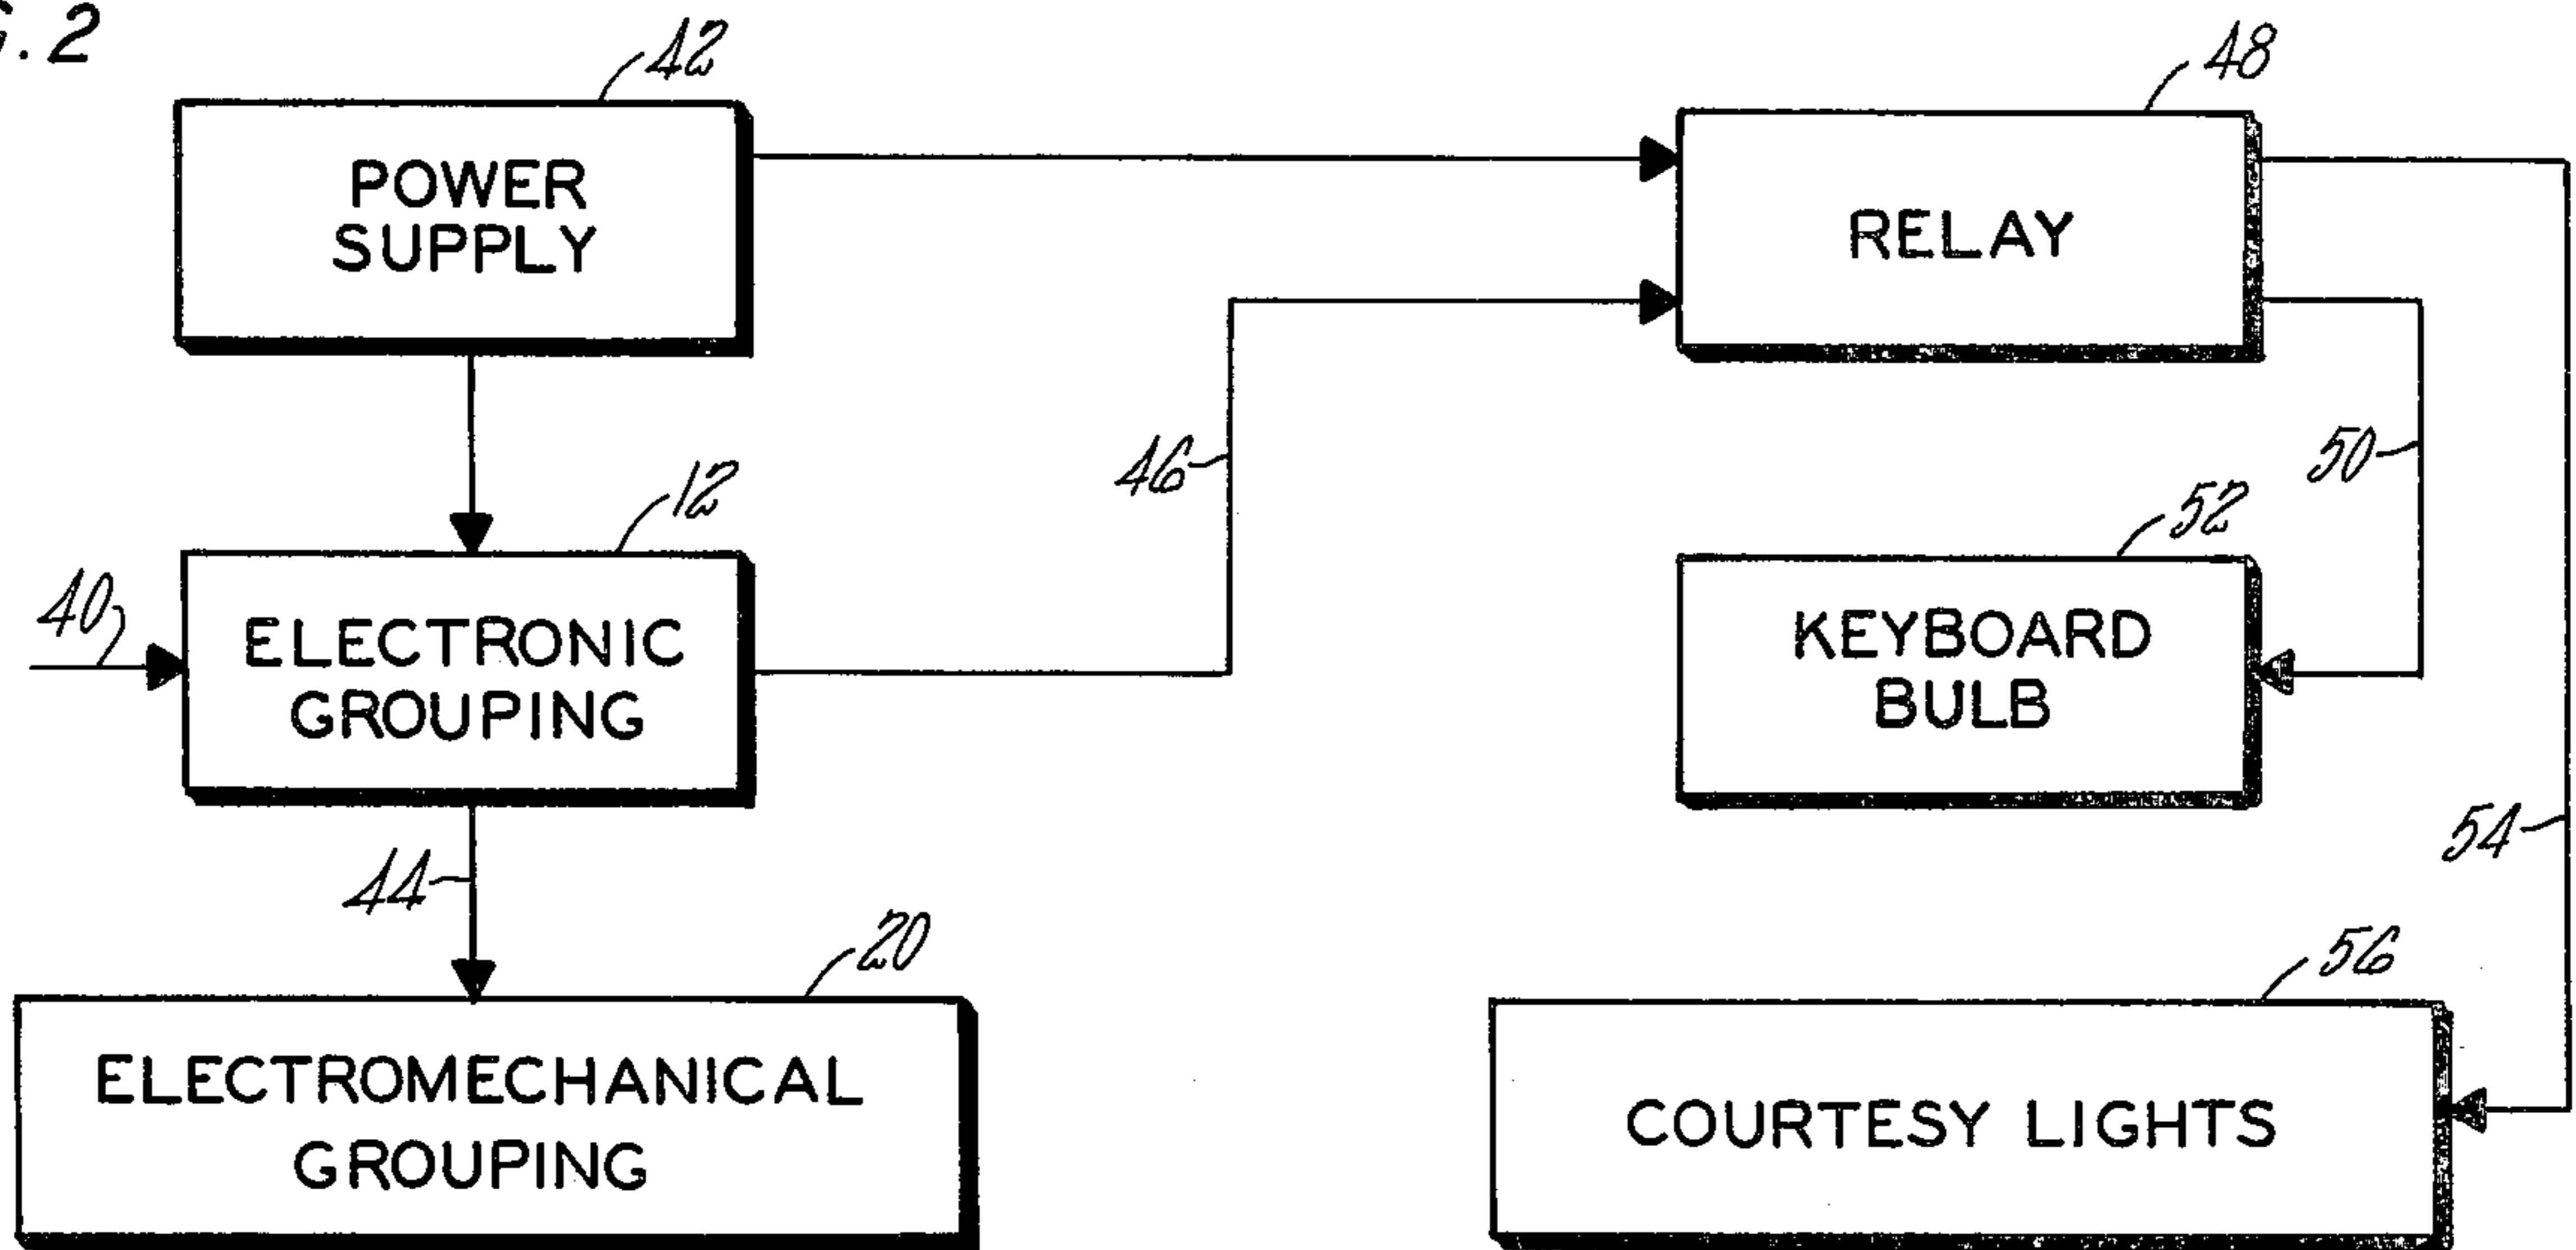 G. 2
42
POWER
SUPPLY
48
RELAY
46
50
12
52
40
ELECTRONIC
GROUPING
KEYBOARD
BULB
54
44
20
56
ELECTROMECHANICAL
GROUPING
COURTESY LIGHTS